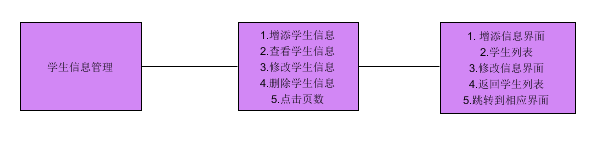 学生信息管理
1.增添学生信息
2.查看学生信息
3.修改学生信息
4.删除学生信息
5.点击页数
1. 增添信息界面
2.学生列表
3.修改信息界面
4.返回学生列表
5.跳转到相应界面